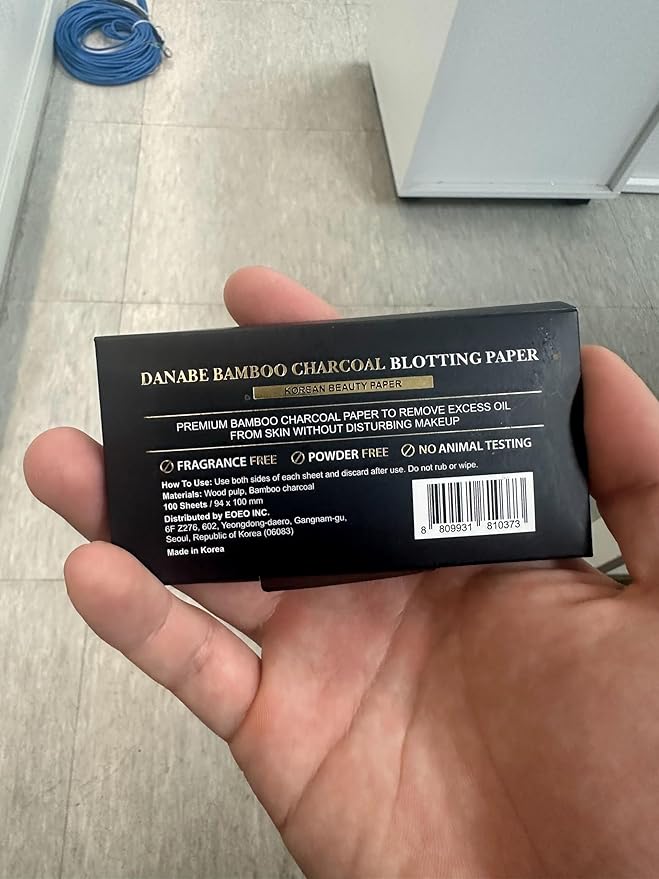 DANABE BAMBOO CHARCOAL BLOTTING PAPER
KOREAN BEAUTY PAPER
PREMIUM BAMBOO CHARCOAL PAPER TO REMOVE EXCESS OIL
FROM SKIN WITHOUT DISTURBING MAKEUP
FRAGRANCE FREE POWDER FREE NO ANIMAL TESTING
How To Use: Use both sides of each sheet and discard after use. Do not rub or wipe.
Materials: Wood pulp, Bamboo charcoal
100 Sheets / 94 x 100 mm
Distributed by EOEO INC.
6F Z276, 602, Yeongdong-daero, Gangnam-gu,
Seoul, Republic of Korea (06083)
Made in Korea
8 809931 810373